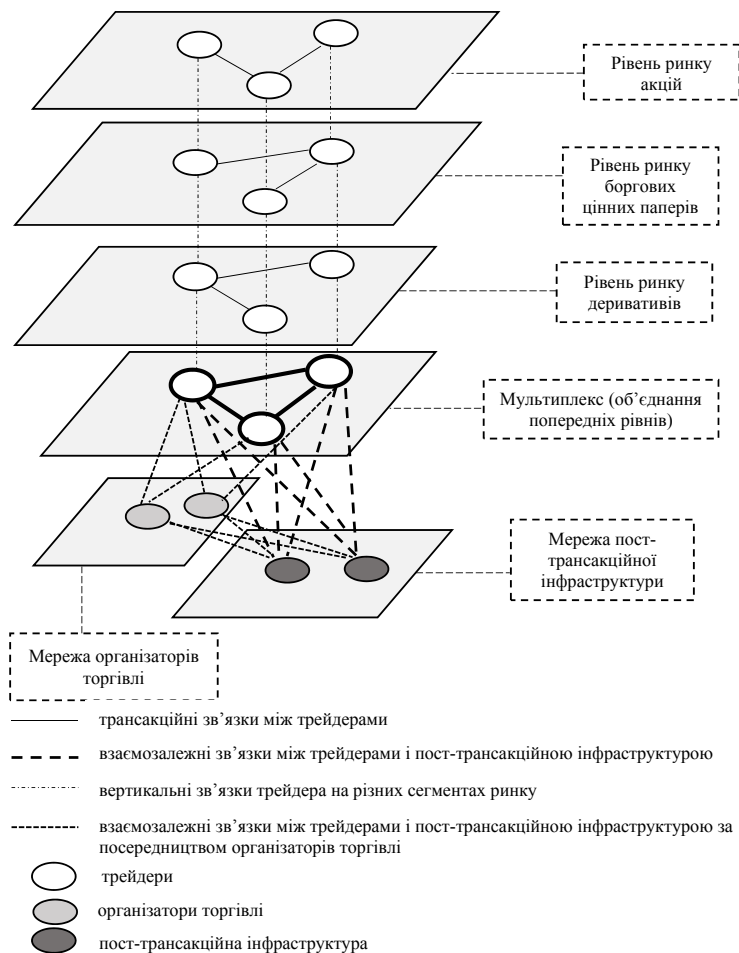 Рівень ринку
акцій
Рівень ринку
боргових
цінних паперів
Рівень ринку
деривативів
Мультиплекс (об’єднання
попередніх рівнів)
Мережа пост-
трансакційної
інфраструктури
Мережа організаторів
торгівлі
трансакційні зв’язки між трейдерами
взаємозалежні зв’язки між трейдерами і пост-трансакційною інфраструктурою
вертикальні зв’язки трейдера на різних сегментах ринку
взаємозалежні зв’язки між трейдерами і пост-трансакційною інфраструктурою за
посередництвом організаторів торгівлі
трейдери
організатори торгівлі
пост-трансакційна інфраструктура